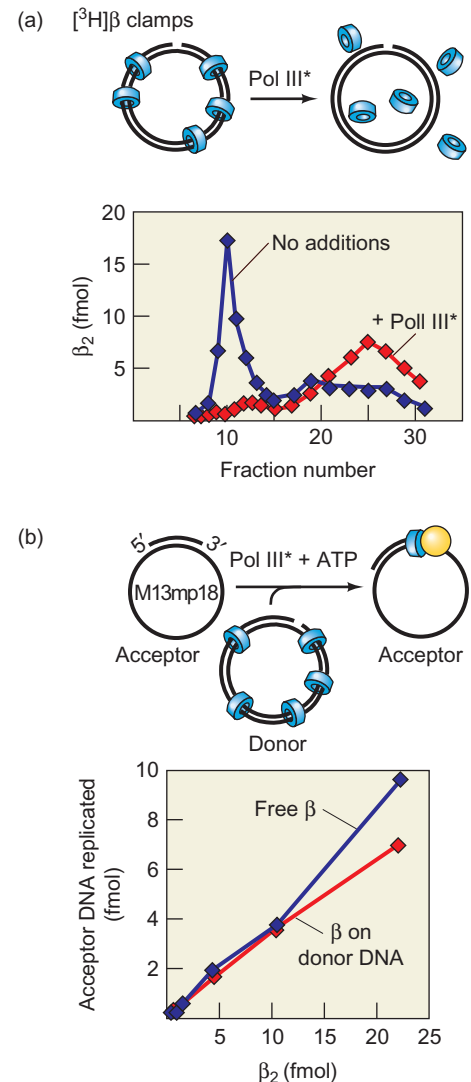 (a) [³H]β clamps
Pol III*
20
15
10
5
β₂ (fmol)
No additions
+ Poll III*
10 20 30
Fraction number
(b)
5′ 3′
Pol III* + ATP
M13mp18
Acceptor
Acceptor
Donor
10
8
6
4
2
Acceptor DNA replicated
(fmol)
Free β
β on
donor DNA
5 10 15 20 25
β₂ (fmol)